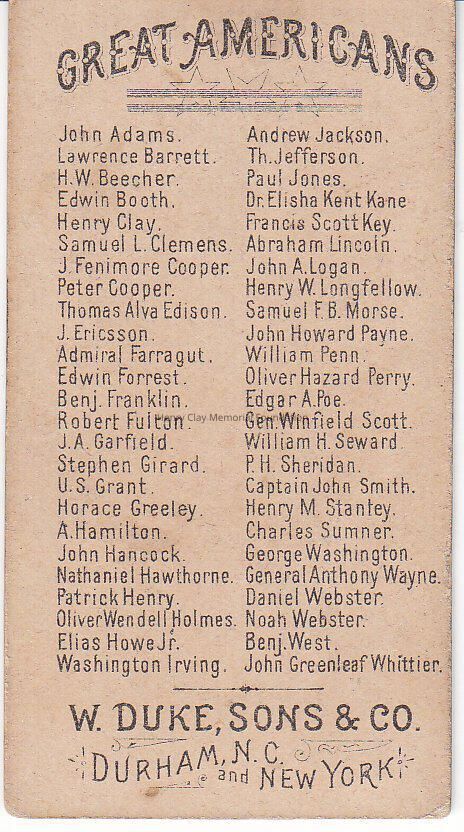 GREAT AMERICANS
John Adams.
Lawrence Barrett.
H.W. Beecher.
Edwin Booth.
Henry Clay.
Samuel L. Clemens.
J. Fenimore Cooper.
Peter Cooper.
Thomas Alva Edison.
J. Ericsson.
Admiral Farragut.
Edwin Forrest.
Benj. Franklin.
Robert Fulton.
J.A. Garfield.
Stephen Girard.
U.S. Grant.
Horace Greeley.
A. Hamilton.
John Hancock.
Nathaniel Hawthorne.
Patrick Henry.
Oliver Wendell Holmes.
Elias Howe Jr.
Washington Irving.
Andrew Jackson.
Th. Jefferson.
Paul Jones.
Dr. Elisha Kent Kane
Francis Scott Key.
Abraham Lincoln.
John A. Logan.
Henry W. Longfellow.
Samuel F.B. Morse.
John Howard Payne.
William Penn.
Oliver Hazard Perry.
Edgar A. Poe.
Gen. Winfield Scott.
William H. Seward.
P.H. Sheridan.
Captain John Smith.
Henry M. Stanley.
Charles Sumner.
George Washington.
General Anthony Wayne.
Daniel Webster.
Noah Webster.
Benj. West.
John Greenleaf Whittier.
Henry Clay Memorial Foundation
W. DUKE, SONS & CO.
DURHAM, N.C. and NEW YORK